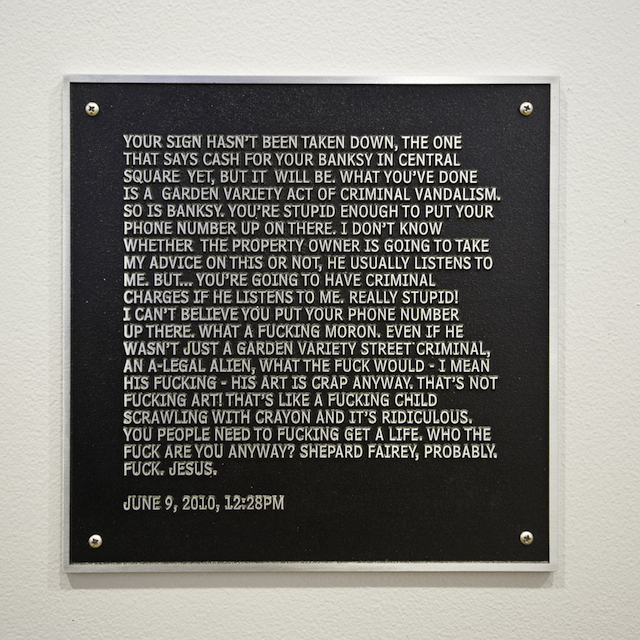 YOUR SIGN HASN'T BEEN TAKEN DOWN, THE ONE
THAT SAYS CASH FOR YOUR BANKSY IN CENTRAL
SQUARE YET, BUT IT WILL BE. WHAT YOU'VE DONE
IS A GARDEN VARIETY ACT OF CRIMINAL VANDALISM.
SO IS BANKSY. YOU'RE STUPID ENOUGH TO PUT YOUR
PHONE NUMBER UP ON THERE. I DON'T KNOW
WHETHER THE PROPERTY OWNER IS GOING TO TAKE
MY ADVICE ON THIS OR NOT, HE USUALLY LISTENS TO
ME. BUT... YOU'RE GOING TO HAVE CRIMINAL
CHARGES IF HE LISTENS TO ME. REALLY STUPID!
I CAN'T BELIEVE YOU PUT YOUR PHONE NUMBER
UP THERE. WHAT A FUCKING MORON. EVEN IF HE
WASN'T JUST A GARDEN VARIETY STREET CRIMINAL,
AN A-LEGAL ALIEN, WHAT THE FUCK WOULD - I MEAN
HIS FUCKING - HIS ART IS CRAP ANYWAY. THAT'S NOT
FUCKING ART! THAT'S LIKE A FUCKING CHILD
SCRAWLING WITH CRAYON AND IT'S RIDICULOUS.
YOU PEOPLE NEED TO FUCKING GET A LIFE. WHO THE
FUCK ARE YOU ANYWAY? SHEPARD FAIREY, PROBABLY.
FUCK. JESUS.
JUNE 9, 2010, 12:28PM